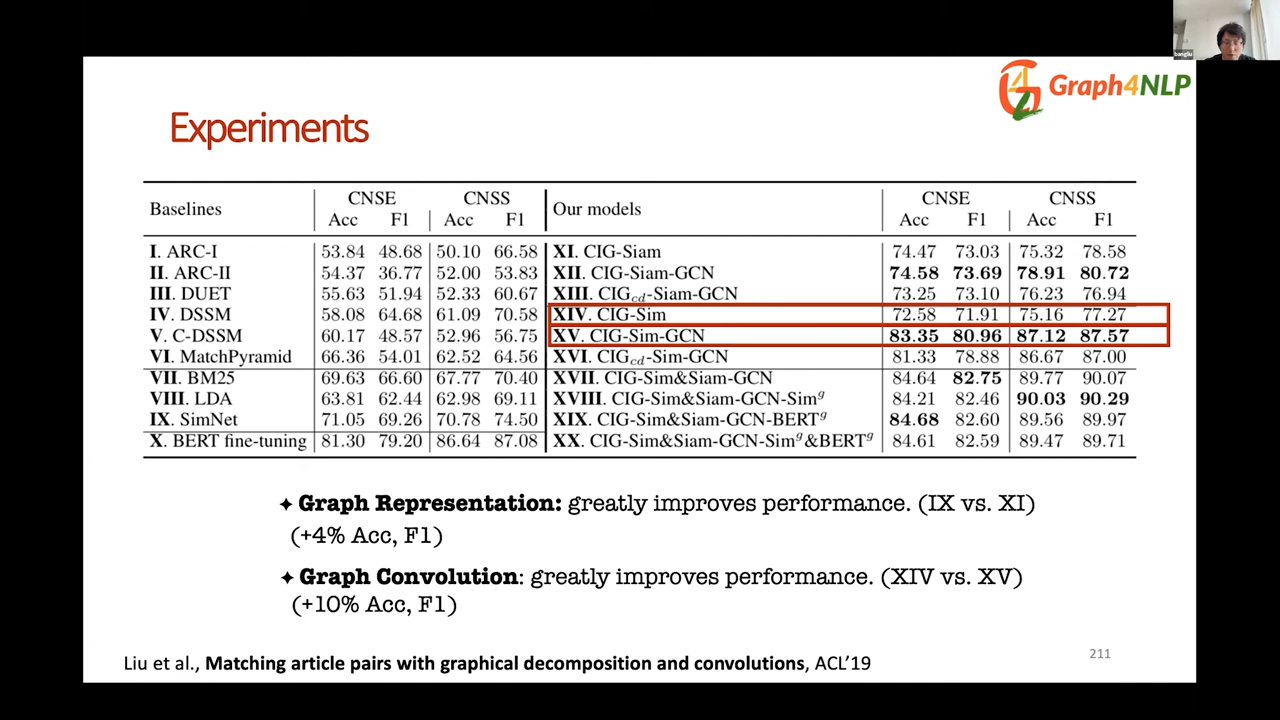 bangliu
Graph4NLP
Experiments
Baselines CNSE CNSS Our models CNSE CNSS
Acc F1 Acc F1 Acc F1 Acc F1
I. ARC-I 53.84 48.68 50.10 66.58 XI. CIG-Siam 74.47 73.03 75.32 78.58
II. ARC-II 54.37 36.77 52.00 53.83 XII. CIG-Siam-GCN 74.58 73.69 78.91 80.72
III. DUET 55.63 51.94 52.33 60.67 XIII. CIGcd-Siam-GCN 73.25 73.10 76.23 76.94
IV. DSSM 58.08 64.68 61.09 70.58 XIV. CIG-Sim 72.58 71.91 75.16 77.27
V. C-DSSM 60.17 48.57 52.96 56.75 XV. CIG-Sim-GCN 83.35 80.96 87.12 87.57
VI. MatchPyramid 66.36 54.01 62.52 64.56 XVI. CIGcd-Sim-GCN 81.33 78.88 86.67 87.00
VII. BM25 69.63 66.60 67.77 70.40 XVII. CIG-Sim&Siam-GCN 84.64 82.75 89.77 90.07
VIII. LDA 63.81 62.44 62.98 69.11 XVIII. CIG-Sim&Siam-GCN-Simg 84.21 82.46 90.03 90.29
IX. SimNet 71.05 69.26 70.78 74.50 XIX. CIG-Sim&Siam-GCN-BERTg 84.68 82.60 89.56 89.97
X. BERT fine-tuning 81.30 79.20 86.64 87.08 XX. CIG-Sim&Siam-GCN-Simg&BERTg 84.61 82.59 89.47 89.71
✦ Graph Representation: greatly improves performance. (IX vs. XI)
(+4% Acc, F1)
✦ Graph Convolution: greatly improves performance. (XIV vs. XV)
(+10% Acc, F1)
Liu et al., Matching article pairs with graphical decomposition and convolutions, ACL'19
211